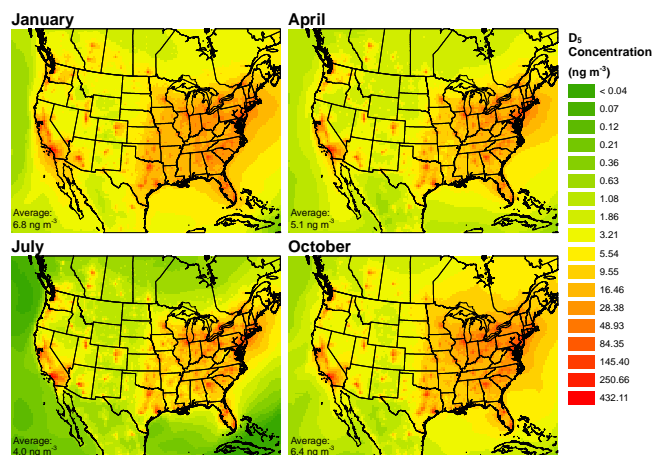 January
April
D₅
Concentration
(ng m⁻³)
< 0.04
0.07
0.12
0.21
0.36
0.63
1.08
1.86
3.21
5.54
9.55
16.46
28.38
48.93
84.35
145.40
250.66
432.11
Average:
6.8 ng m⁻³
Average:
5.1 ng m⁻³
July
October
Average:
4.0 ng m⁻³
Average:
6.4 ng m⁻³